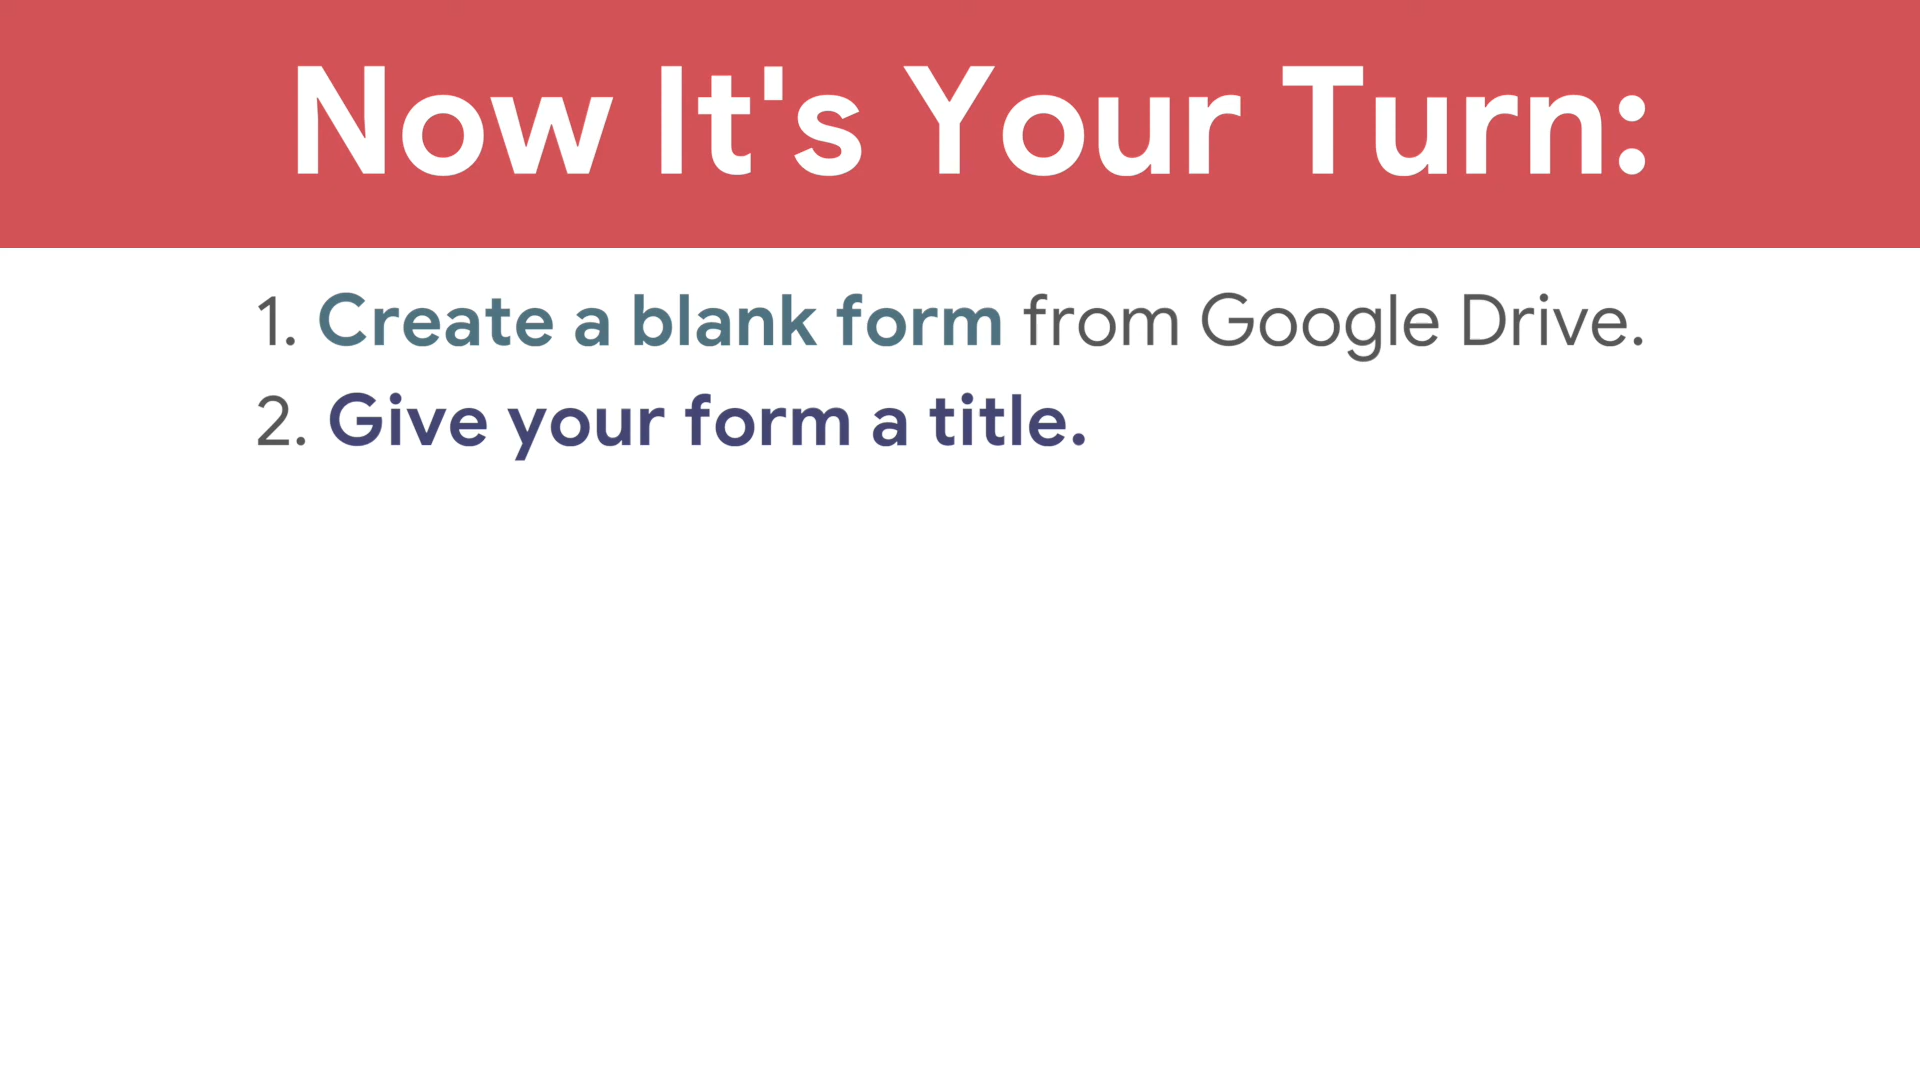 Now It's Your Turn:
1. Create a blank form from Google Drive.
2. Give your form a title.